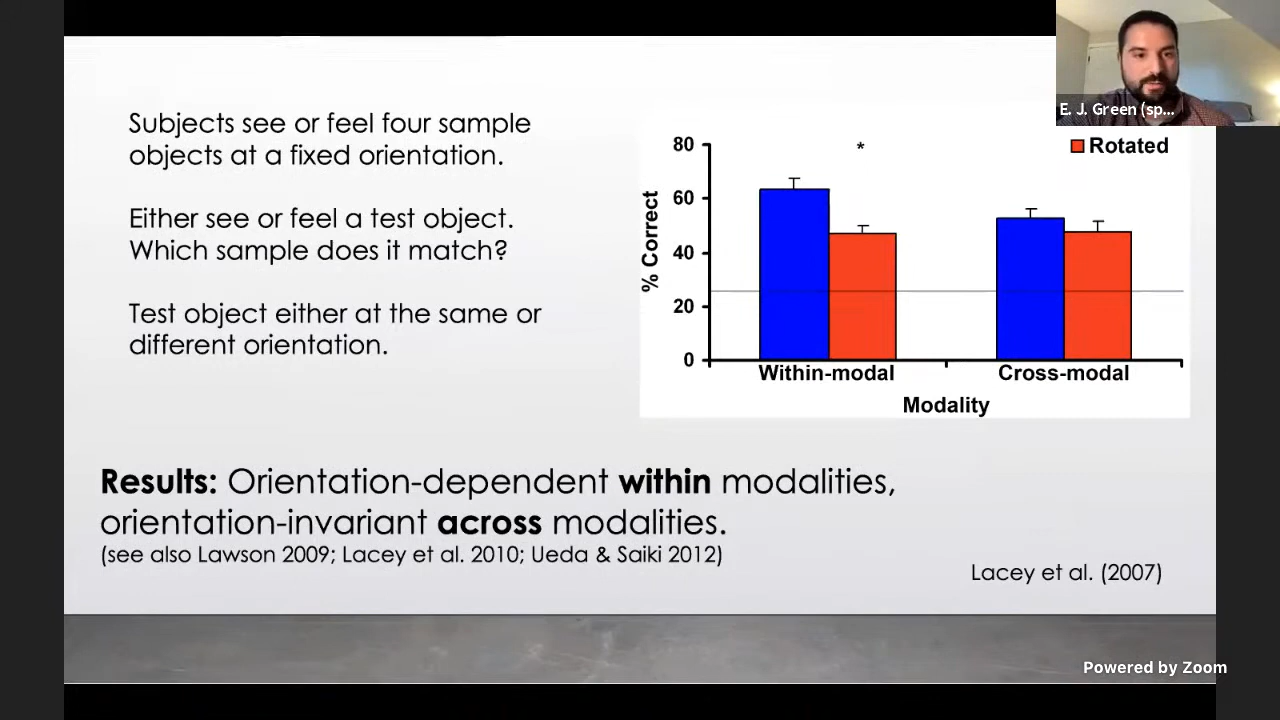 Subjects see or feel four sample
objects at a fixed orientation.
Either see or feel a test object.
Which sample does it match?
Test object either at the same or
different orientation.
E. J. Green (sp...
Rotated
*
80
60
40
20
0
% Correct
Within-modal
Cross-modal
Modality
Results: Orientation-dependent within modalities,
orientation-invariant across modalities.
(see also Lawson 2009; Lacey et al. 2010; Ueda & Saiki 2012)
Lacey et al. (2007)
Powered by Zoom